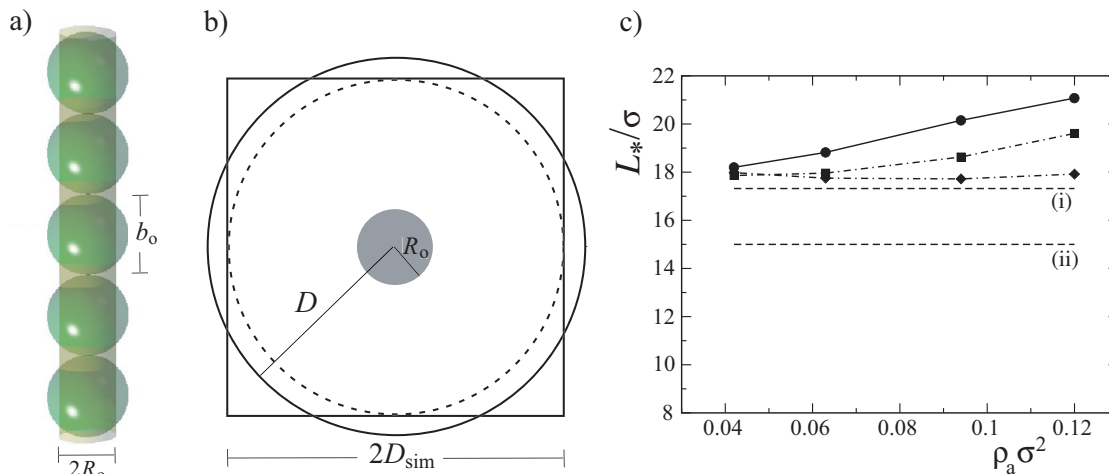 a)
b)
c)
b_o
2R_o
R_o
D
2D_sim
L_*/σ
22
20
18
16
14
12
10
8
(i)
(ii)
0.04 0.06 0.08 0.1 0.12
ρ_a σ^2